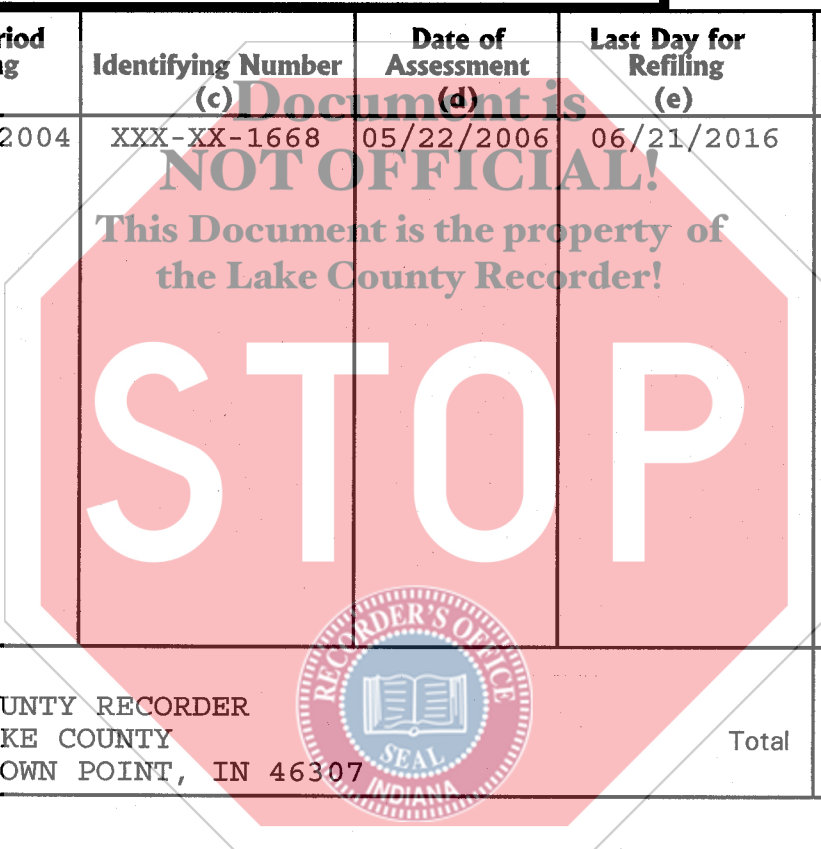 riod
g
Identifying Number
(c)
Date of
Assessment
(d)
Last Day for
Refiling
(e)
2004 XXX-XX-1668 05/22/2006 06/21/2016
Document is
NOT OFFICIAL!
This Document is the property of
the Lake County Recorder!
STOP
UNTY RECORDER
KE COUNTY
OWN POINT, IN 46307
Total
RECORDER'S OFFICE
SEAL
INDIANA